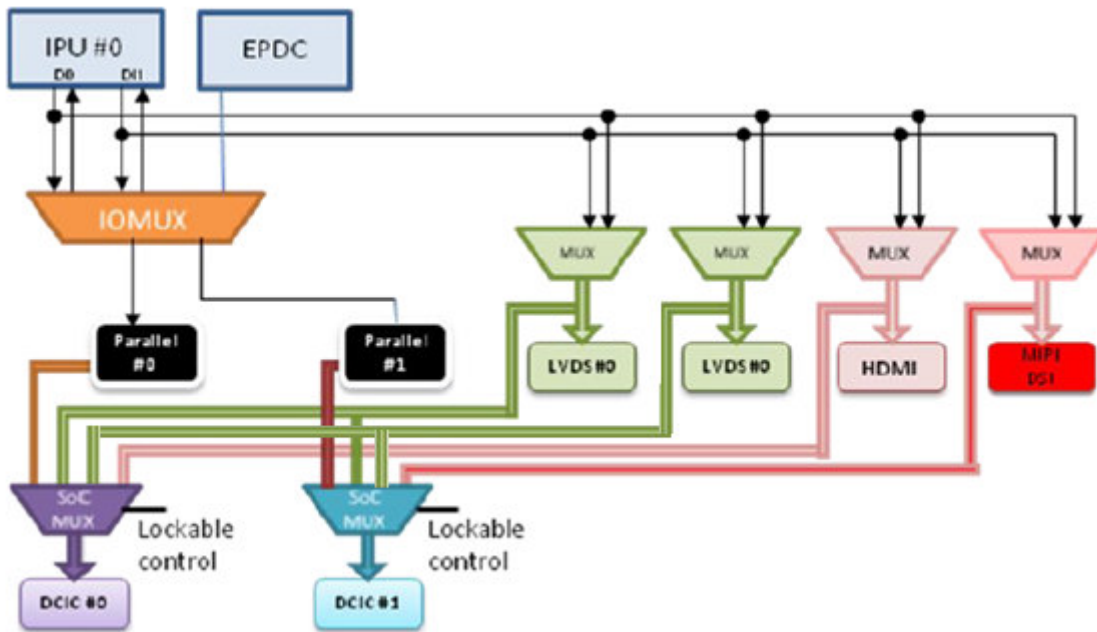 IPU #0
EPDC
DI0
DI1
IOMUX
MUX
MUX
MUX
MUX
Parallel
#0
Parallel
#1
LVDS#0
LVDS#0
HDMI
MIPI
DSI
SoC
MUX
Lockable
control
SoC
MUX
Lockable
control
DCIC #0
DCIC #1